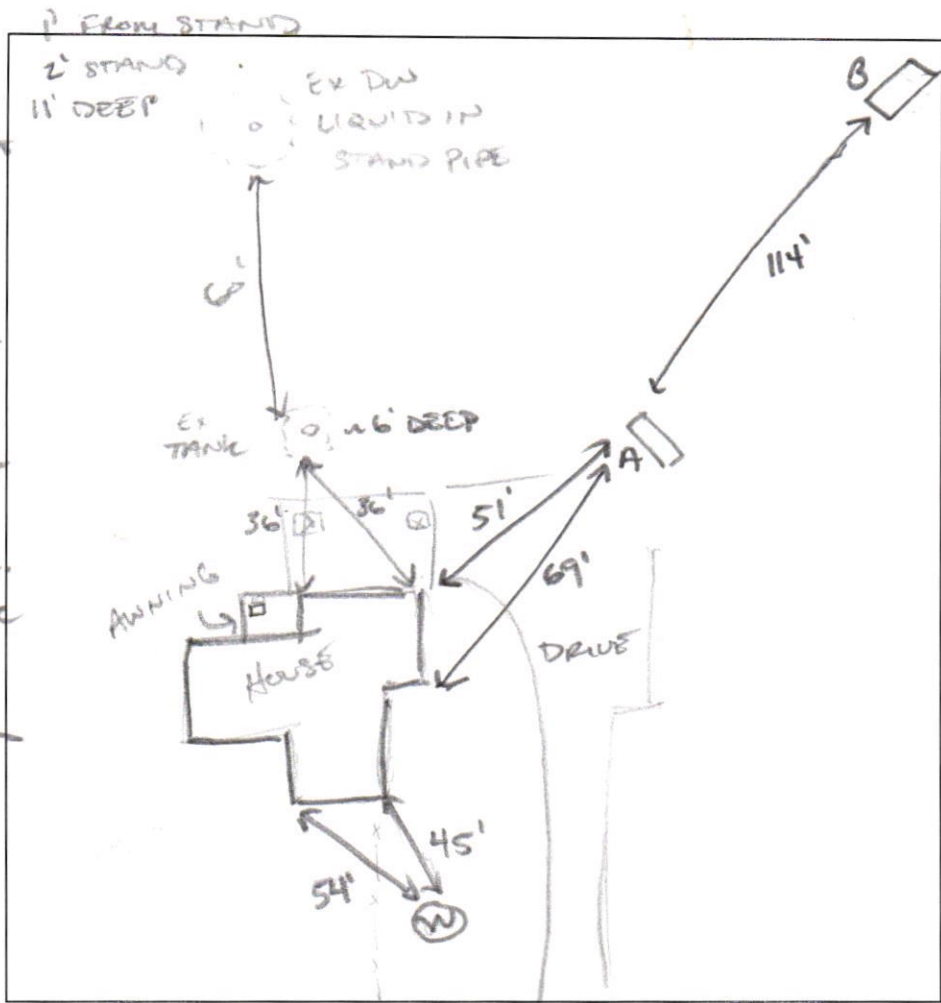 1' FROM STAND
2' STAND
11' DEEP
EX DW
LIQUID IN
STAND PIPE
B
114'
EX
TANK
~6' DEEP
A
36'
36'
51'
69'
AWNING
HOUSE
DRIVE
45'
54'
W